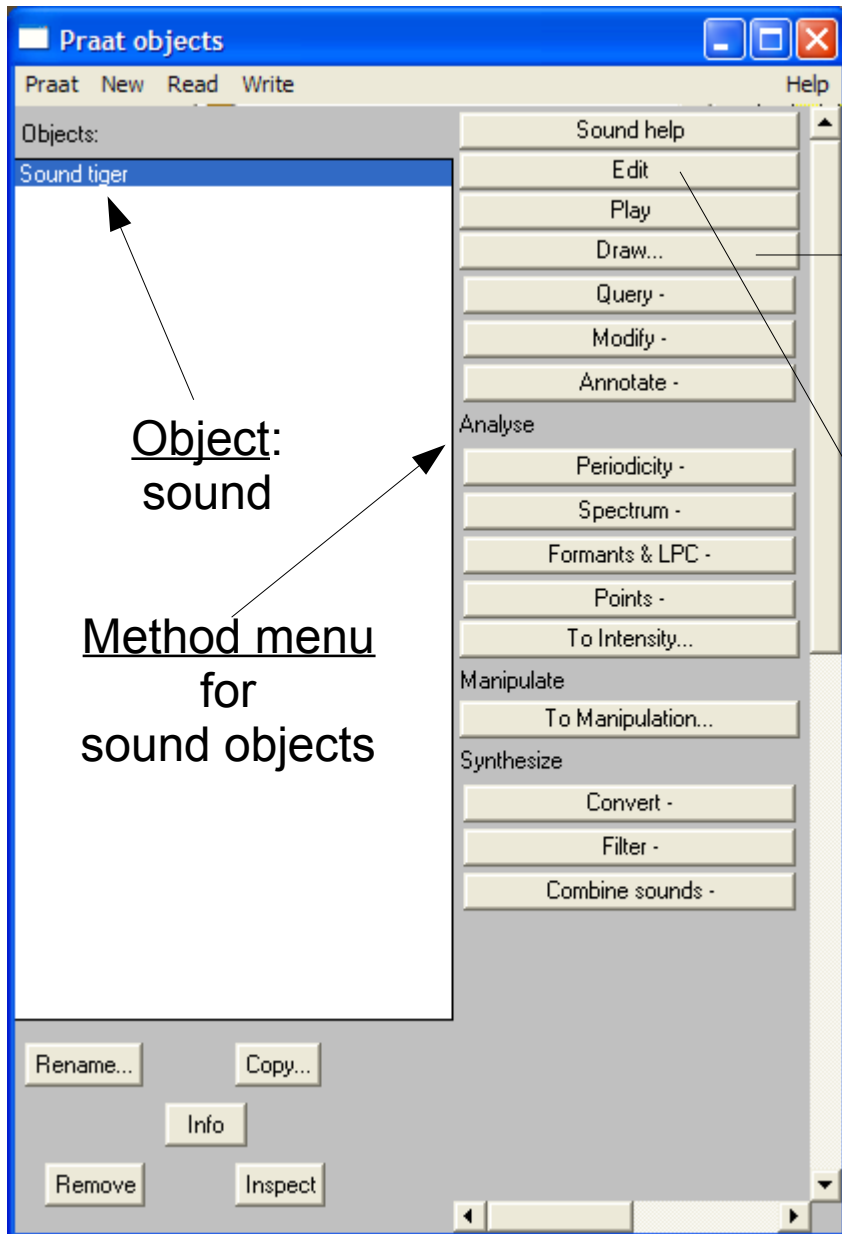 Praat objects
Praat New Read Write Help
Objects:
Sound tiger
Object:
sound
Method menu
for
sound objects
Sound help
Edit
Play
Draw...
Query -
Modify -
Annotate -
Analyse
Periodicity -
Spectrum -
Formants & LPC -
Points -
To Intensity...
Manipulate
To Manipulation...
Synthesize
Convert -
Filter -
Combine sounds -
Rename... Copy...
Info
Remove Inspect